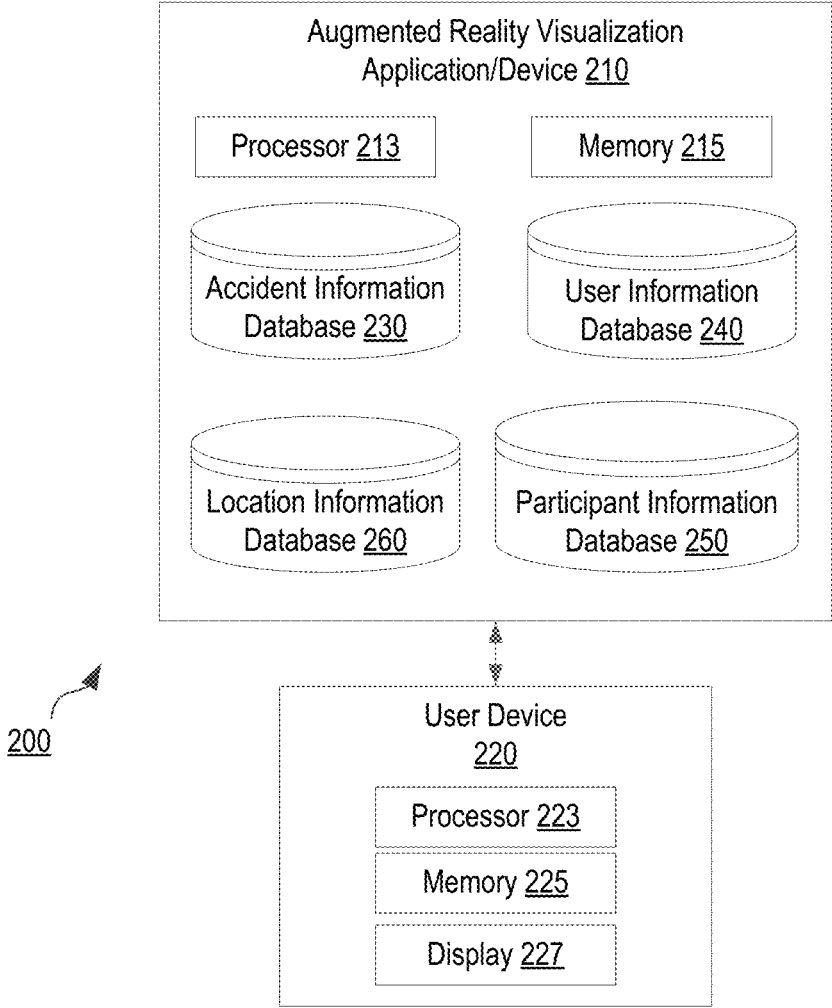 Augmented Reality Visualization
Application/Device 210
Processor 213
Memory 215
Accident Information
Database 230
User Information
Database 240
Location Information
Database 260
Participant Information
Database 250
200
User Device
220
Processor 223
Memory 225
Display 227